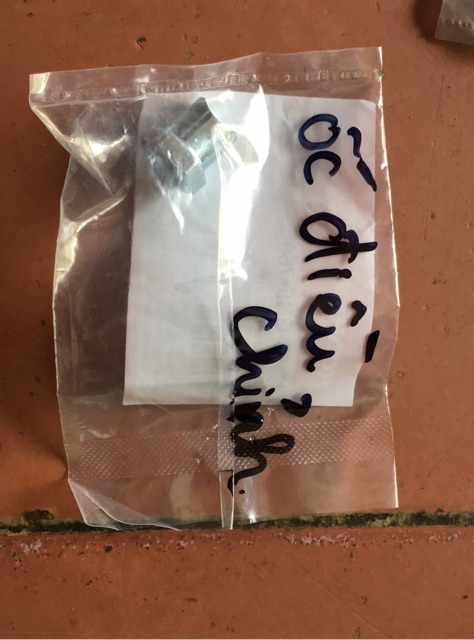 ốc điều
chỉnh.